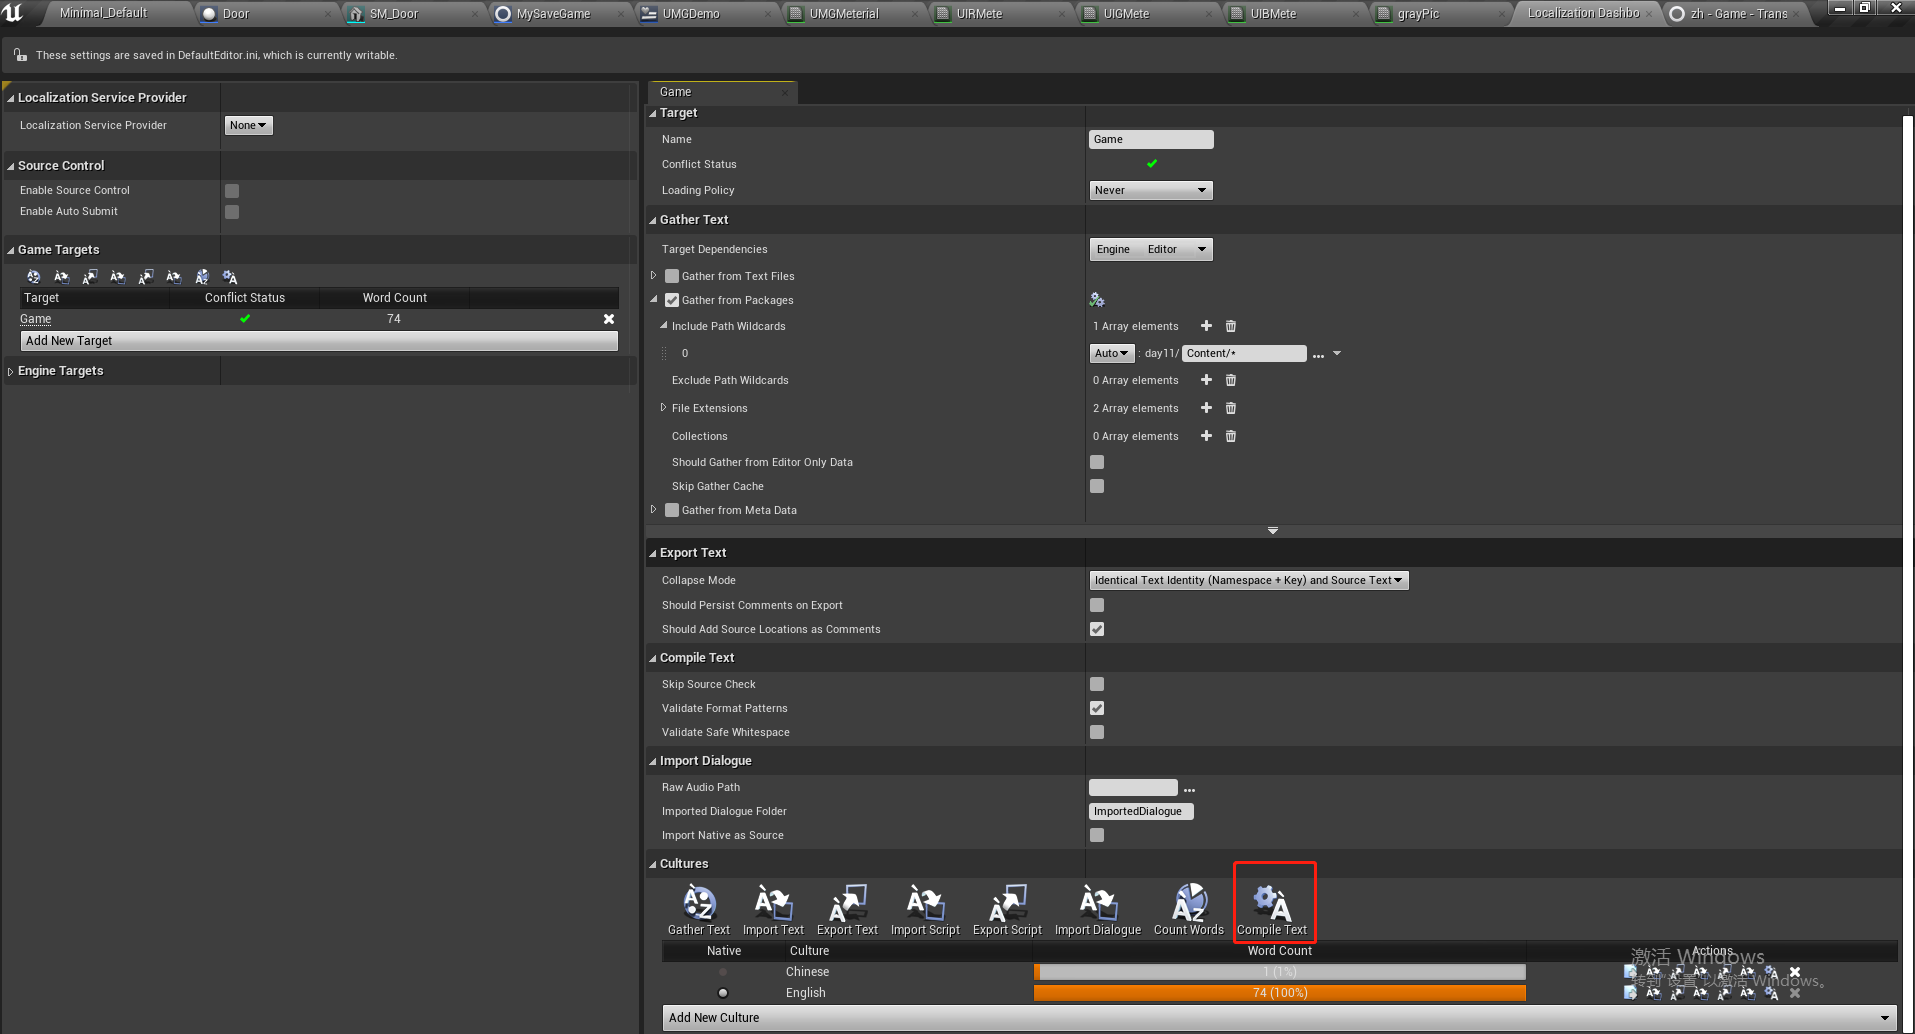 Minimal_Default
Door
SM_Door
MySaveGame
UMGDemo
UMGMeterial
UIRMete
UIGMete
UIBMete
grayPic
Localization Dashbo
zh - Game - Trans
These settings are saved in DefaultEditor.ini, which is currently writable.
Localization Service Provider
Localization Service Provider
None
Source Control
Enable Source Control
Enable Auto Submit
Game Targets
Target Conflict Status Word Count
Game 74
Add New Target
Engine Targets
Game
Target
Name Game
Conflict Status
Loading Policy Never
Gather Text
Target Dependencies Engine Editor
Gather from Text Files
Gather from Packages
Include Path Wildcards 1 Array elements
0 Auto : day11/ Content/* ...
Exclude Path Wildcards 0 Array elements
File Extensions 2 Array elements
Collections 0 Array elements
Should Gather from Editor Only Data
Skip Gather Cache
Gather from Meta Data
Export Text
Collapse Mode Identical Text Identity (Namespace + Key) and Source Text
Should Persist Comments on Export
Should Add Source Locations as Comments
Compile Text
Skip Source Check
Validate Format Patterns
Validate Safe Whitespace
Import Dialogue
Raw Audio Path ...
Imported Dialogue Folder ImportedDialogue
Import Native as Source
Cultures
Gather Text Import Text Export Text Import Script Export Script Import Dialogue Count Words Compile Text
Native Culture Word Count Actions
Chinese 1 (1%)
English 74 (100%)
Add New Culture
激活 Windows
转到"设置"以激活 Windows。